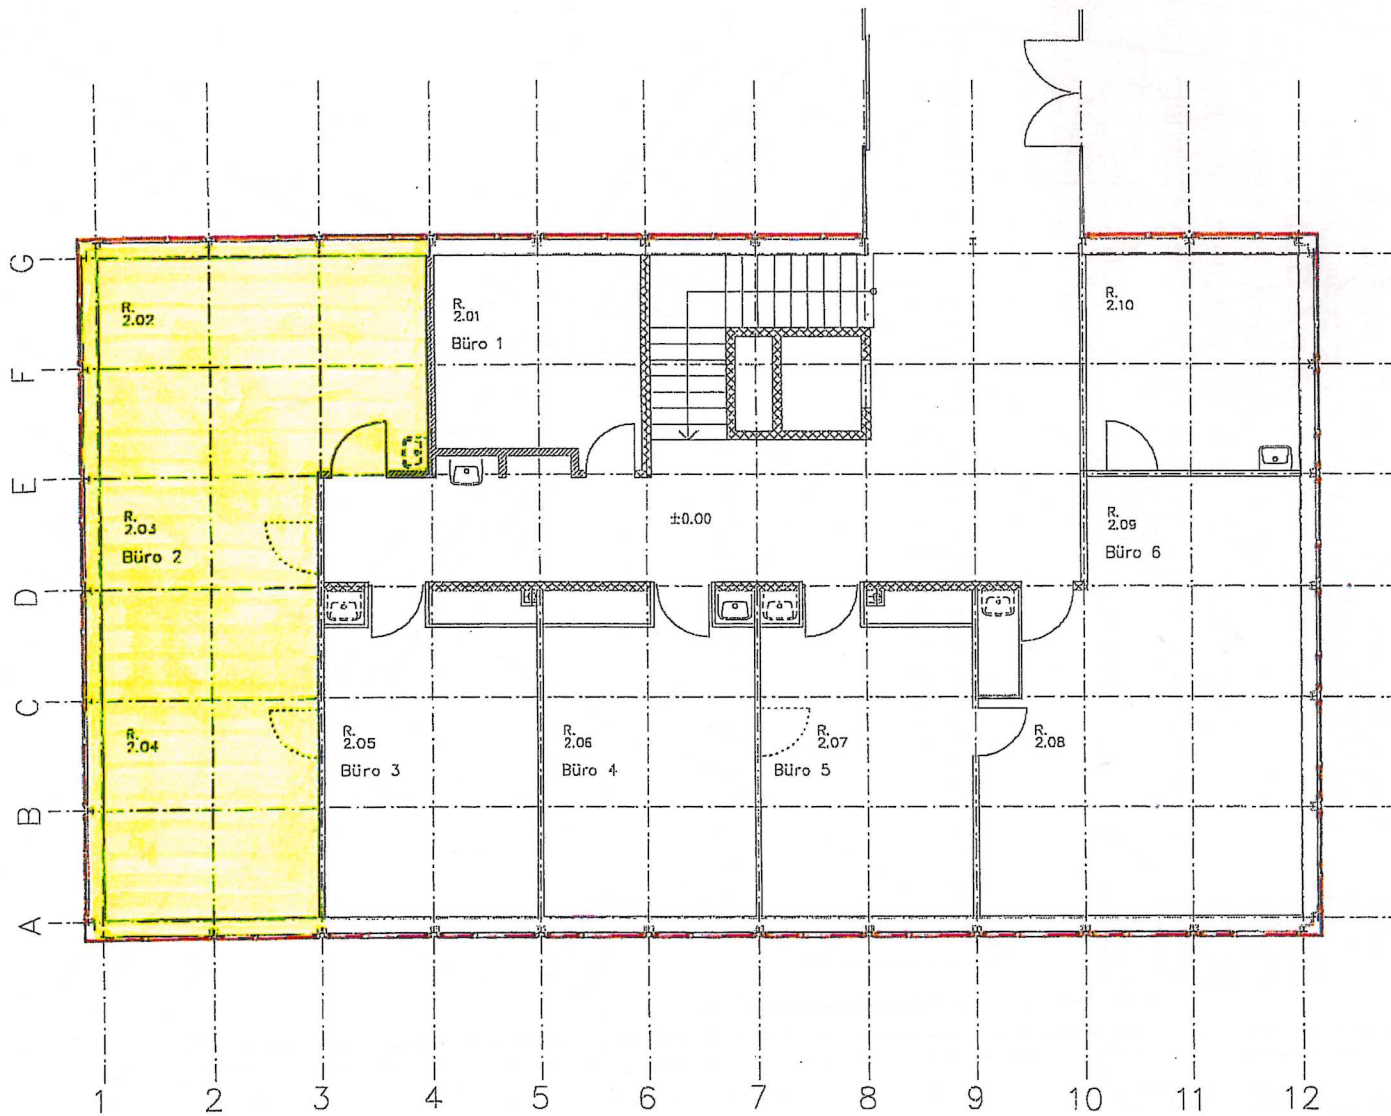 G
F
E
D
C
B
A
R.
2.02
R.
2.01
Büro 1
R.
2.10
R.
2.03
Büro 2
±0.00
R.
2.09
Büro 6
R.
2.04
R.
2.05
Büro 3
R.
2.06
Büro 4
R.
2.07
Büro 5
R.
2.08
1 2 3 4 5 6 7 8 9 10 11 12